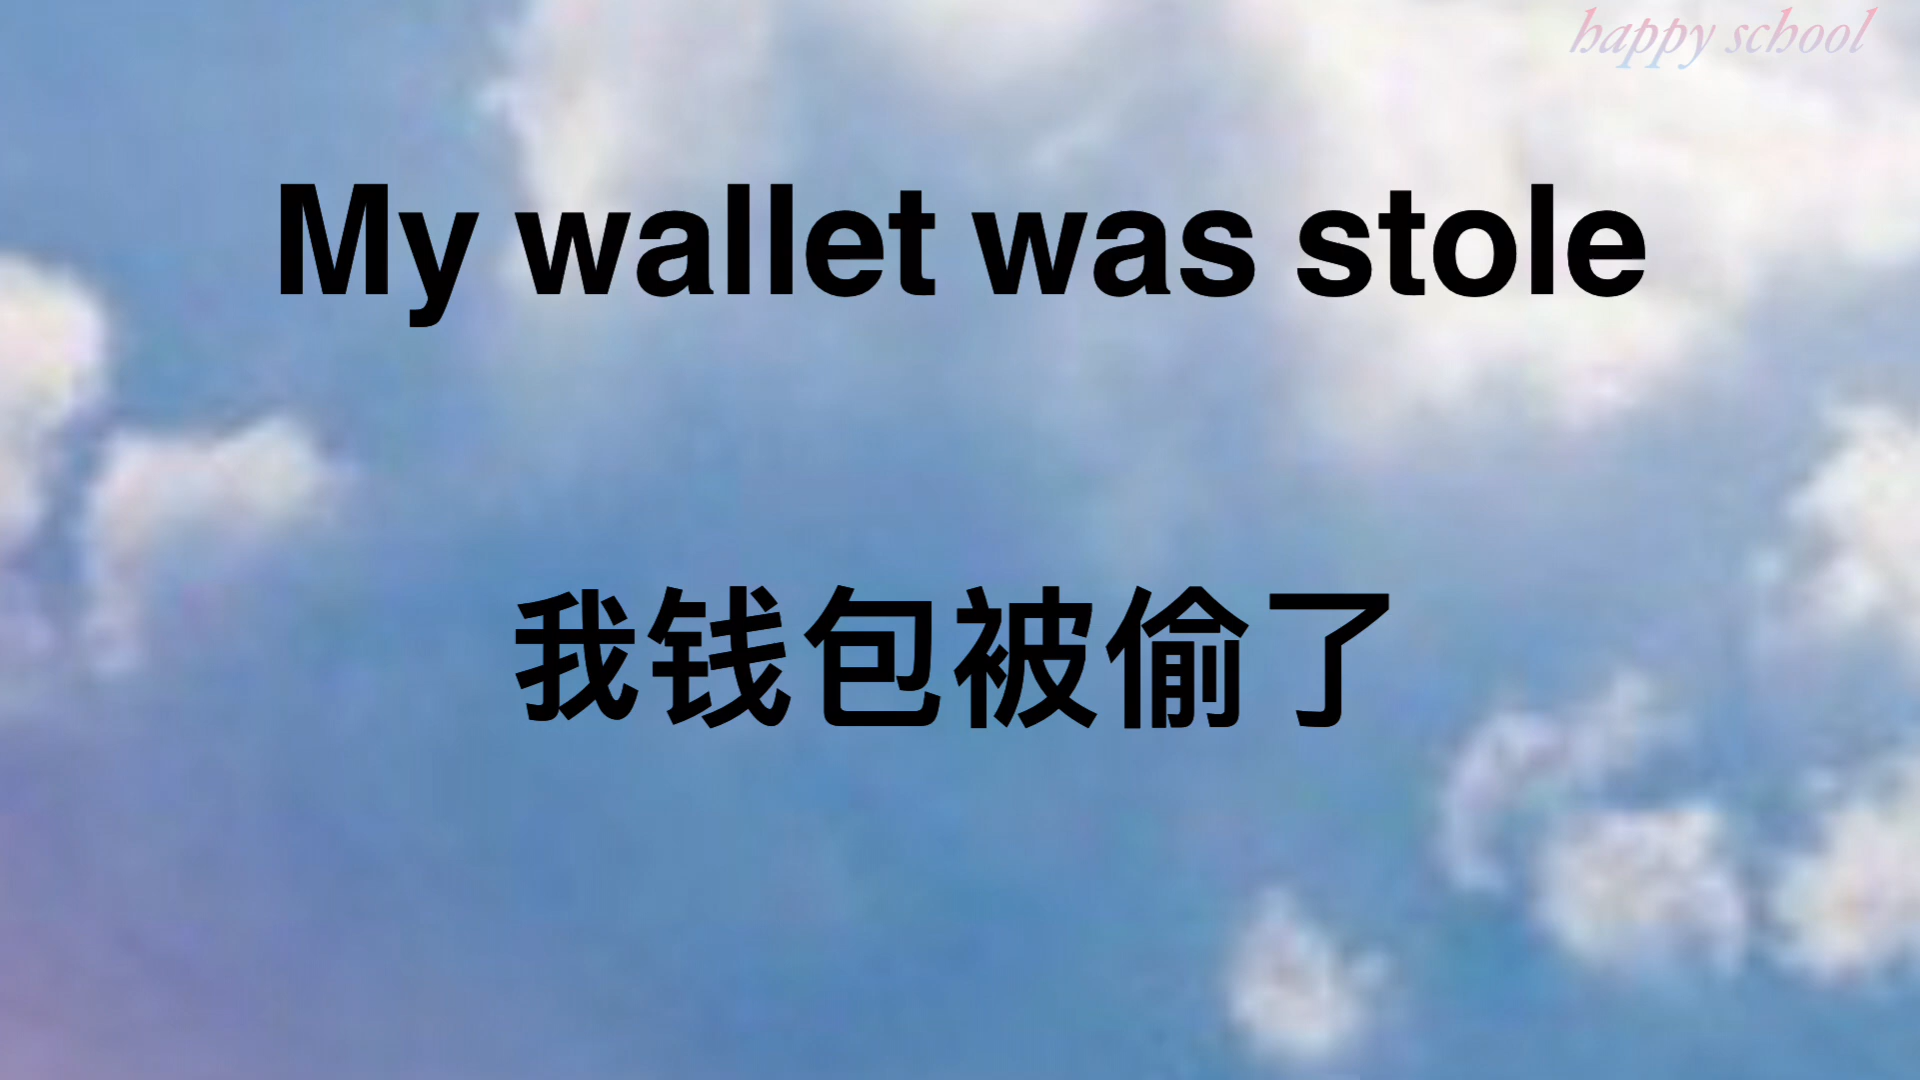 happy school
My wallet was stole
我钱包被偷了